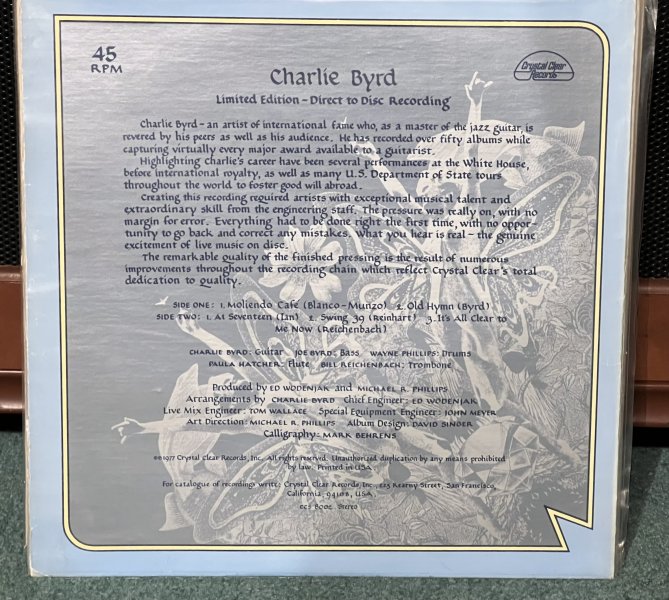 45
RPM
Crystal Clear
Records
Charlie Byrd
Limited Edition - Direct to Disc Recording
Charlie Byrd - an artist of international fame who, as a master of the jazz guitar, is
revered by his peers as well as his audience. He has recorded over fifty albums while
capturing virtually every major award available to a guitarist.
Highlighting Charlie's career have been several performances at the White House,
before international royalty, as well as many U.S. Department of State tours
throughout the world to foster good will abroad.
Creating this recording required artists with exceptional musical talent and
extraordinary skill from the engineering staff. The pressure was really on, with no
margin for error. Everything had to be done right the first time, with no oppor
tunity to go back and correct any mistakes. What you hear is real - the genuine
excitement of live music on disc.
The remarkable quality of the finished pressing is the result of numerous
improvements throughout the recording chain which reflect Crystal Clear's total
dedication to quality.
SIDE ONE: 1. Moliendo Café (Blanco-Munzo) 2. Old Hymn (Byrd)
SIDE TWO: 1. At Seventeen (Ian) 2. Swing 39 (Reinhart) 3. It's All Clear to
Me Now (Reichenbach)
CHARLIE BYRD: Guitar JOE BYRD: Bass WAYNE PHILLIPS: Drums
PAULA HATCHER: Flute BILL REICHENBACH: Trombone
Produced by ED WODENJAK and MICHAEL R. PHILLIPS
Arrangements by CHARLIE BYRD Chief Engineer: ED WODENJAK
Live Mix Engineer: TOM WALLACE Special Equipment Engineer: JOHN MEYER
Art Direction: MICHAEL R. PHILLIPS Album Design: DAVID SINGER
Calligraphy: MARK BEHRENS
©℗1977 Crystal Clear Records, Inc. All rights reserved. Unauthorized duplication by any means prohibited
by law. Printed in USA.
For catalogue of recordings write: Crystal Clear Records, Inc., 225 Kearny Street, San Francisco,
California, 94108, USA.
CCS 8002 Stereo